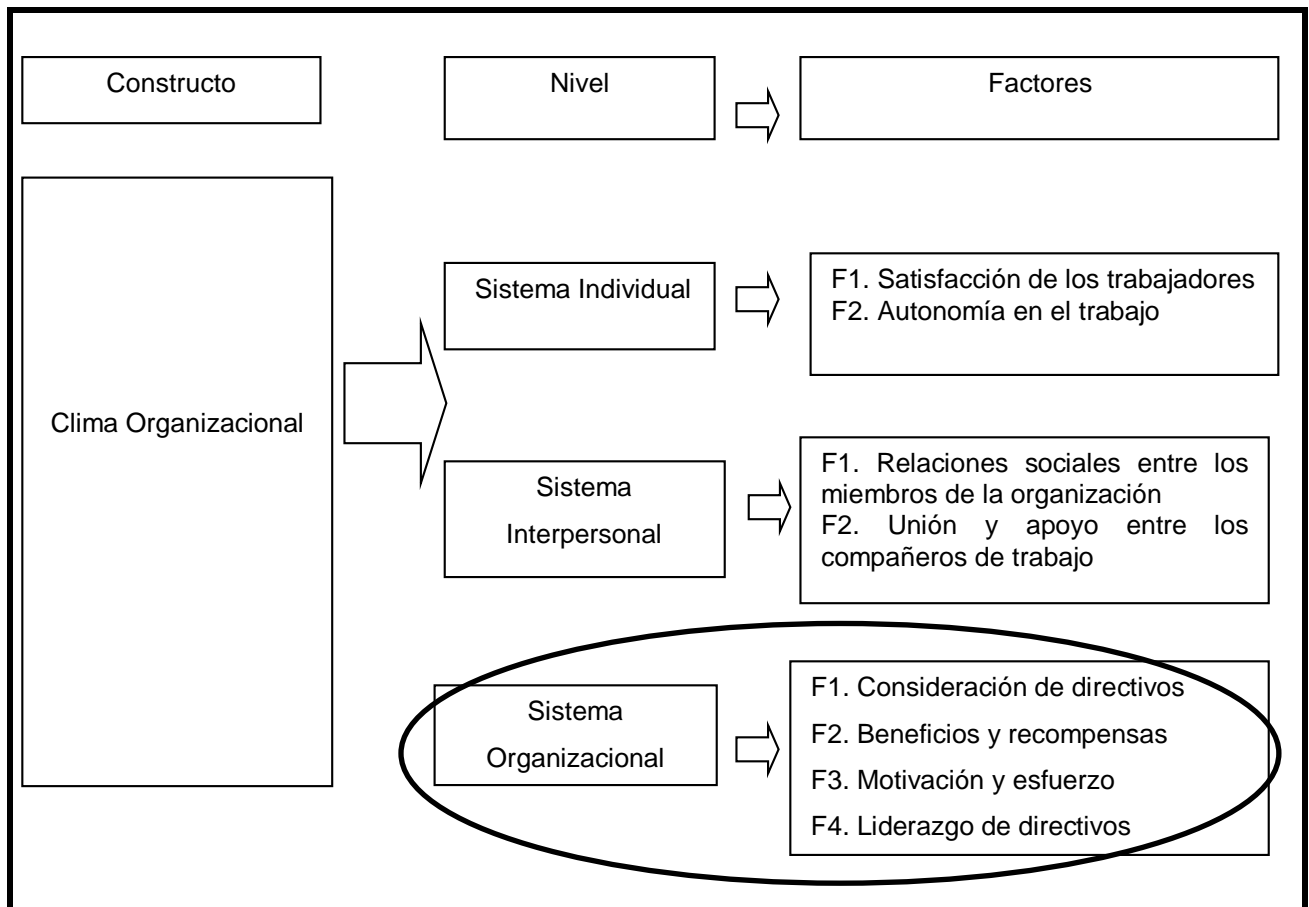 Constructo
Nivel
Factores
Clima Organizacional
Sistema Individual
F1. Satisfacción de los trabajadores
F2. Autonomía en el trabajo
Sistema
Interpersonal
F1. Relaciones sociales entre los
miembros de la organización
F2. Unión y apoyo entre los
compañeros de trabajo
Sistema
Organizacional
F1. Consideración de directivos
F2. Beneficios y recompensas
F3. Motivación y esfuerzo
F4. Liderazgo de directivos